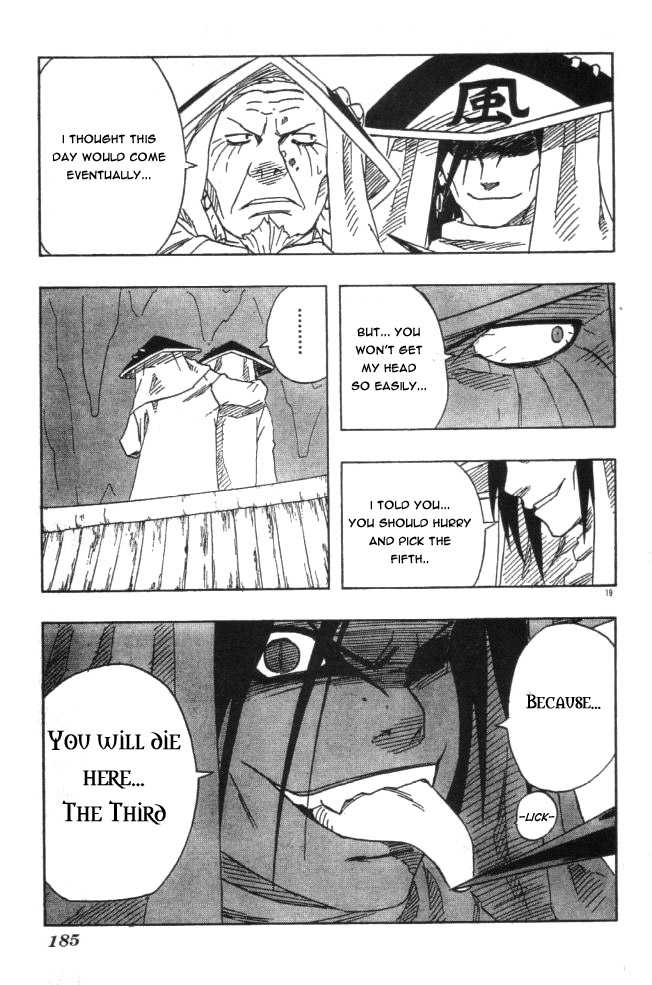 I THOUGHT THIS
DAY WOULD COME
EVENTUALLY...
風
BUT... YOU
WON'T GET
MY HEAD
SO EASILY...
.........
I TOLD YOU...
YOU SHOULD HURRY
AND PICK THE
FIFTH..
19
BECAUSE...
-LICK-
YOU WILL DIE
HERE...
THE THIRD
185